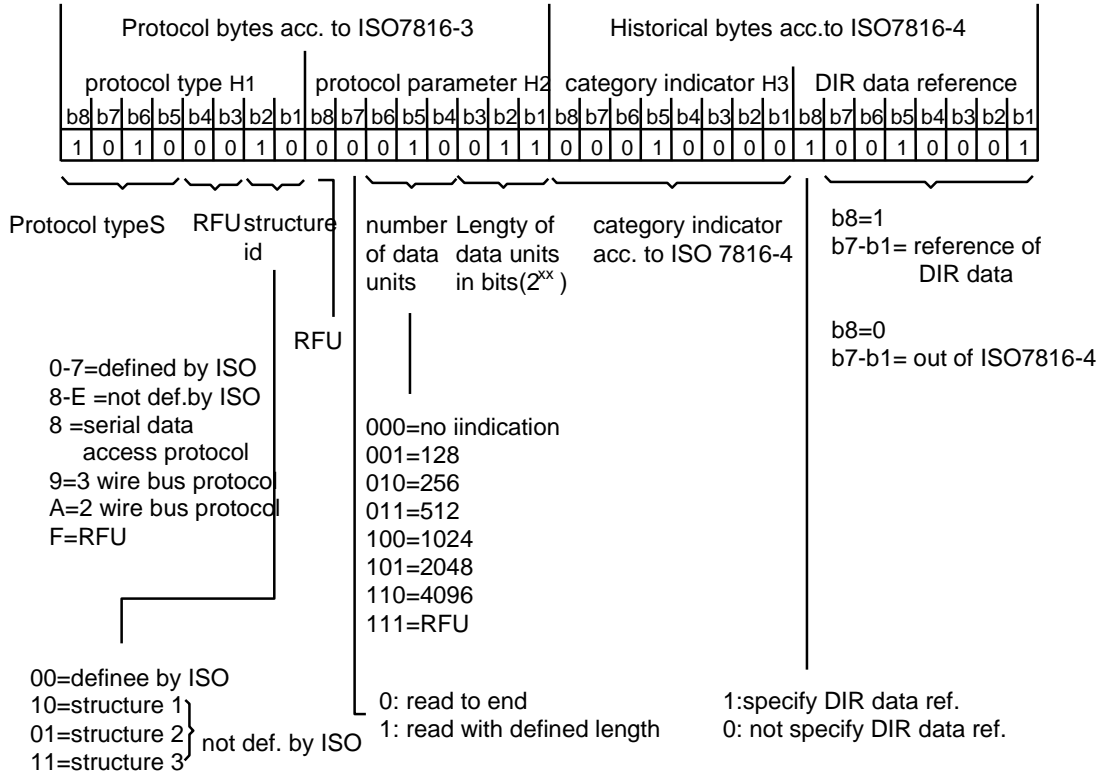 Protocol bytes acc. to ISO7816-3 Historical bytes acc.to ISO7816-4
protocol type H1 protocol parameter H2 category indicator H3 DIR data reference
b8 b7 b6 b5 b4 b3 b2 b1 b8 b7 b6 b5 b4 b3 b2 b1 b8 b7 b6 b5 b4 b3 b2 b1 b8 b7 b6 b5 b4 b3 b2 b1
1 0 1 0 0 0 1 0 0 0 0 1 0 0 1 1 0 0 0 1 0 0 0 0 1 0 0 1 0 0 0 1
Protocol typeS
RFU
structure
id
number
of data
units
Lengty of
data units
in bits(2xx )
category indicator
acc. to ISO 7816-4
b8=1
b7-b1= reference of
DIR data
b8=0
b7-b1= out of ISO7816-4
RFU
0-7=defined by ISO
8-E =not def.by ISO
8 =serial data
access protocol
9=3 wire bus protocol
A=2 wire bus protocol
F=RFU
000=no iindication
001=128
010=256
011=512
100=1024
101=2048
110=4096
111=RFU
00=definee by ISO
10=structure 1
01=structure 2
11=structure 3
not def. by ISO
0: read to end
1: read with defined length
1:specify DIR data ref.
0: not specify DIR data ref.